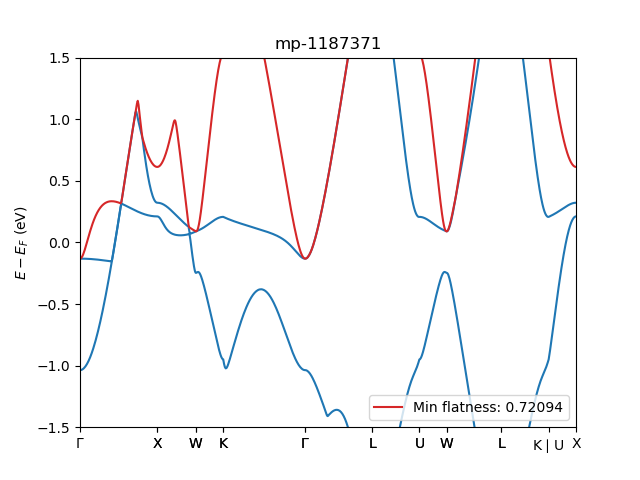 mp-1187371
E − E_F (eV)
1.5
1.0
0.5
0.0
−0.5
−1.0
−1.5
Γ X W K Γ L U W L K | U X
Min flatness: 0.72094